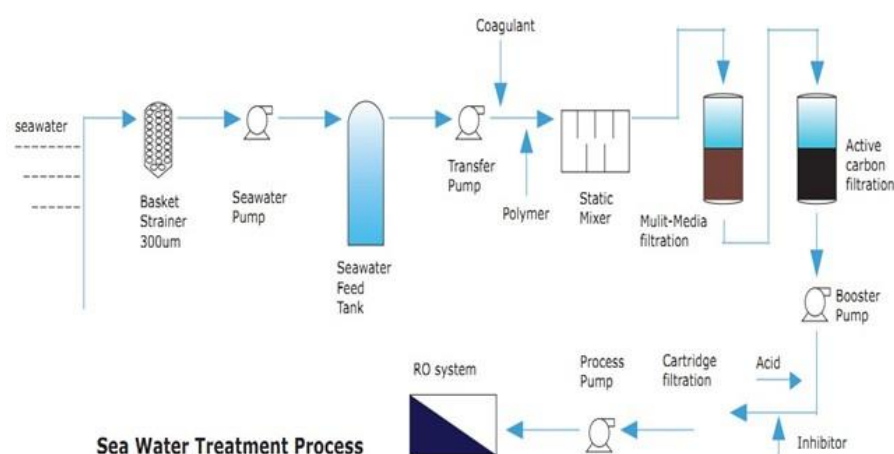 Coagulant
seawater
Basket
Strainer
300um
Seawater
Pump
Seawater
Feed
Tank
Transfer
Pump
Polymer
Static
Mixer
Mulit-Media
filtration
Active
carbon
filtration
Booster
Pump
RO system
Process
Pump
Cartridge
filtration
Acid
Inhibitor
Sea Water Treatment Process